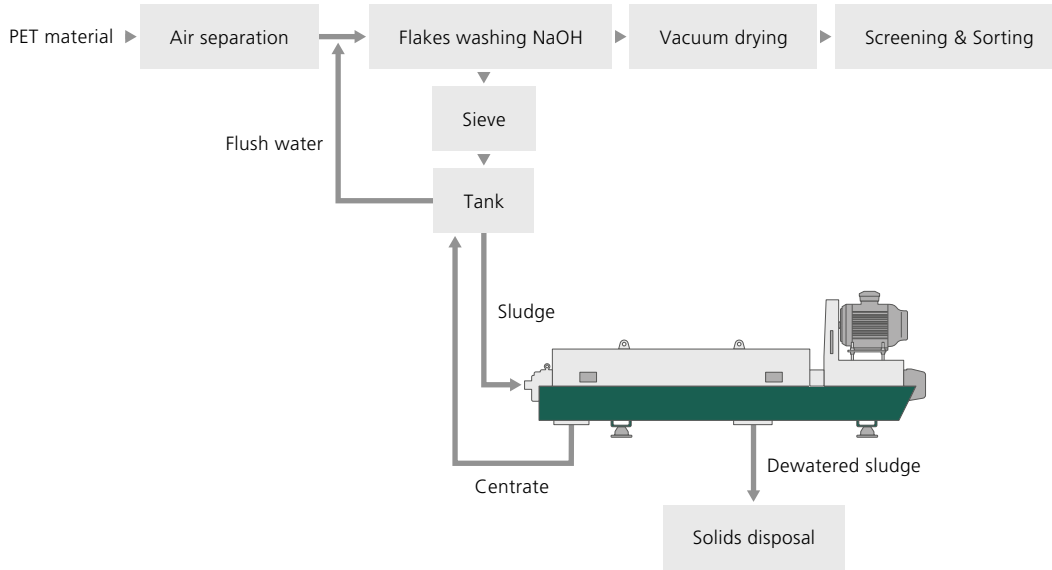 PET material
Air separation
Flakes washing NaOH
Vacuum drying
Screening & Sorting
Sieve
Flush water
Tank
Sludge
Dewatered sludge
Centrate
Solids disposal